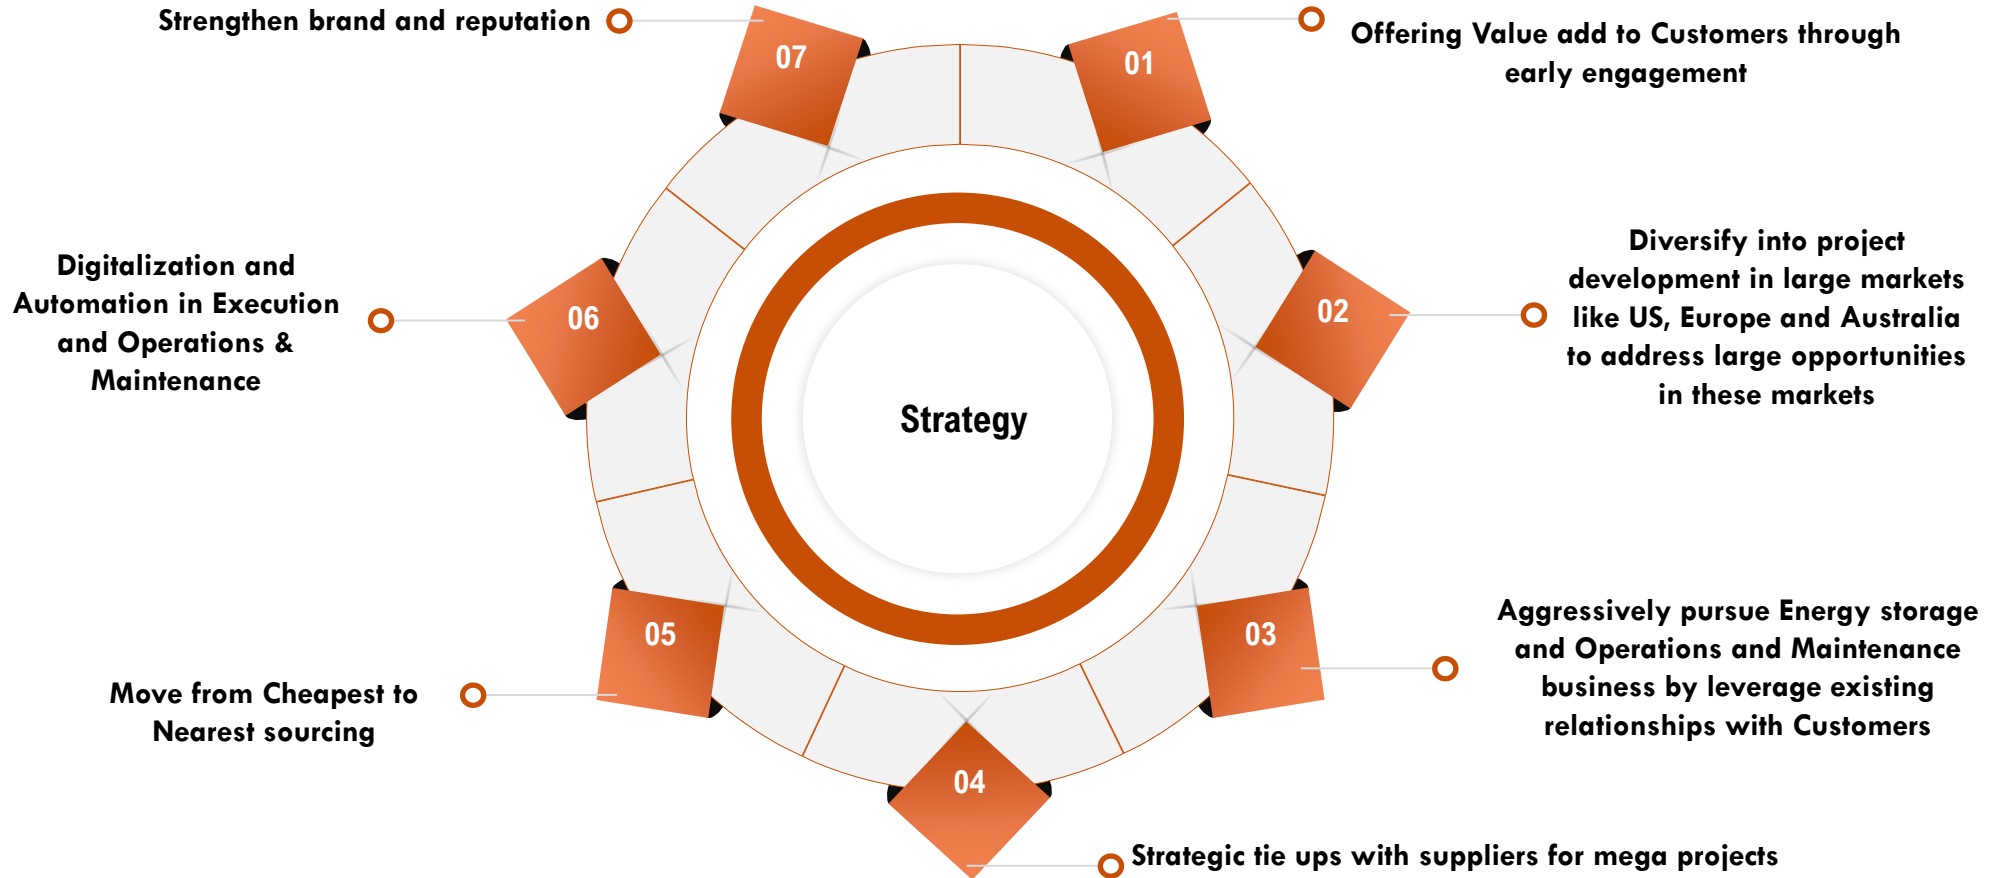 Strategy
01
Offering Value add to Customers through
early engagement
02
Diversify into project
development in large markets
like US, Europe and Australia
to address large opportunities
in these markets
03
Aggressively pursue Energy storage
and Operations and Maintenance
business by leverage existing
relationships with Customers
04
Strategic tie ups with suppliers for mega projects
05
Move from Cheapest to
Nearest sourcing
06
Digitalization and
Automation in Execution
and Operations &
Maintenance
07
Strengthen brand and reputation